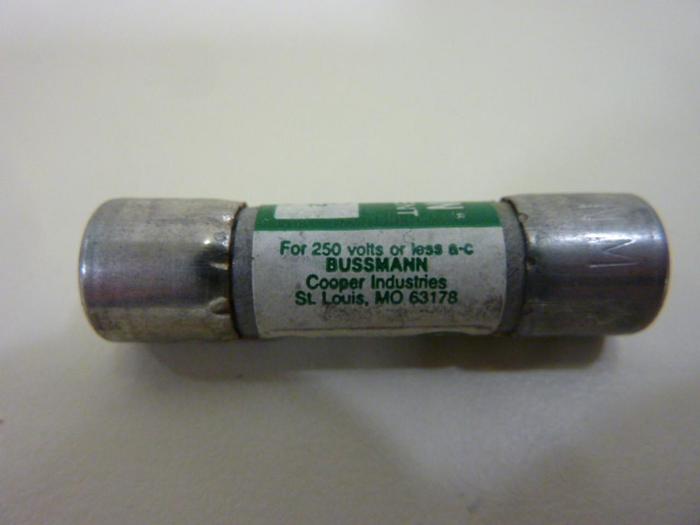 For 250 volts or less a-c
BUSSMANN
Cooper Industries
St. Louis, MO 63178